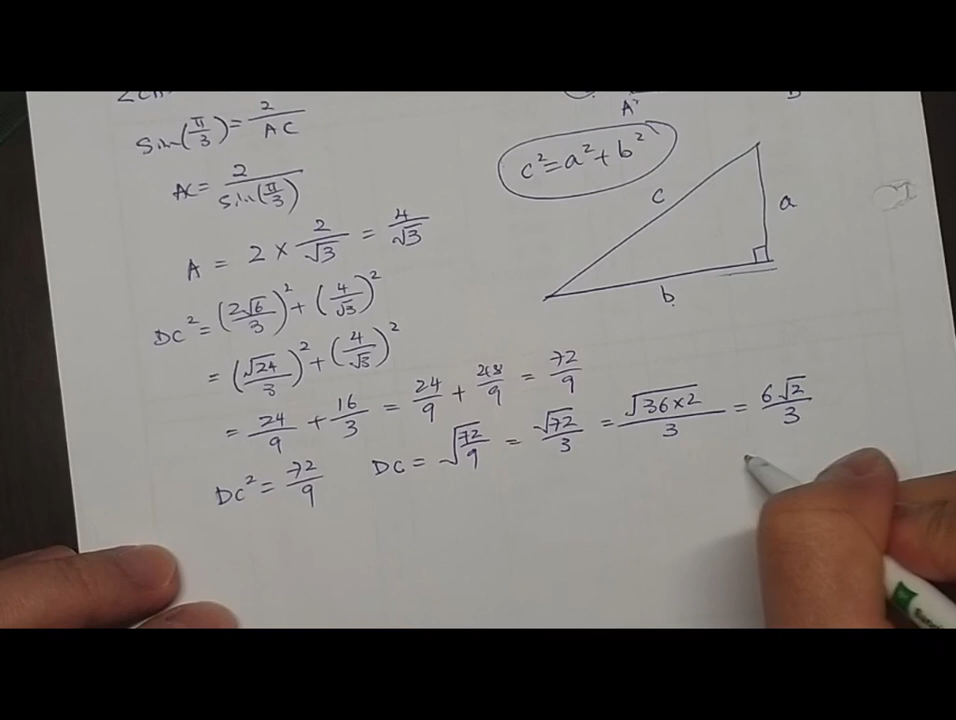 Sin(π/3) = 2/AC
AC = 2/sin(π/3)
A = 2 × 2/√3 = 4/√3
DC² = (2√6/3)² + (4/√3)²
= (√24/3)² + (4/√3)²
= 24/9 + 16/3 = 24/9 + 48/9 = 72/9
DC² = 72/9
DC = √(72/9) = √72/3 = √(36×2)/3 = 6√2/3
c² = a² + b²
c
a
b